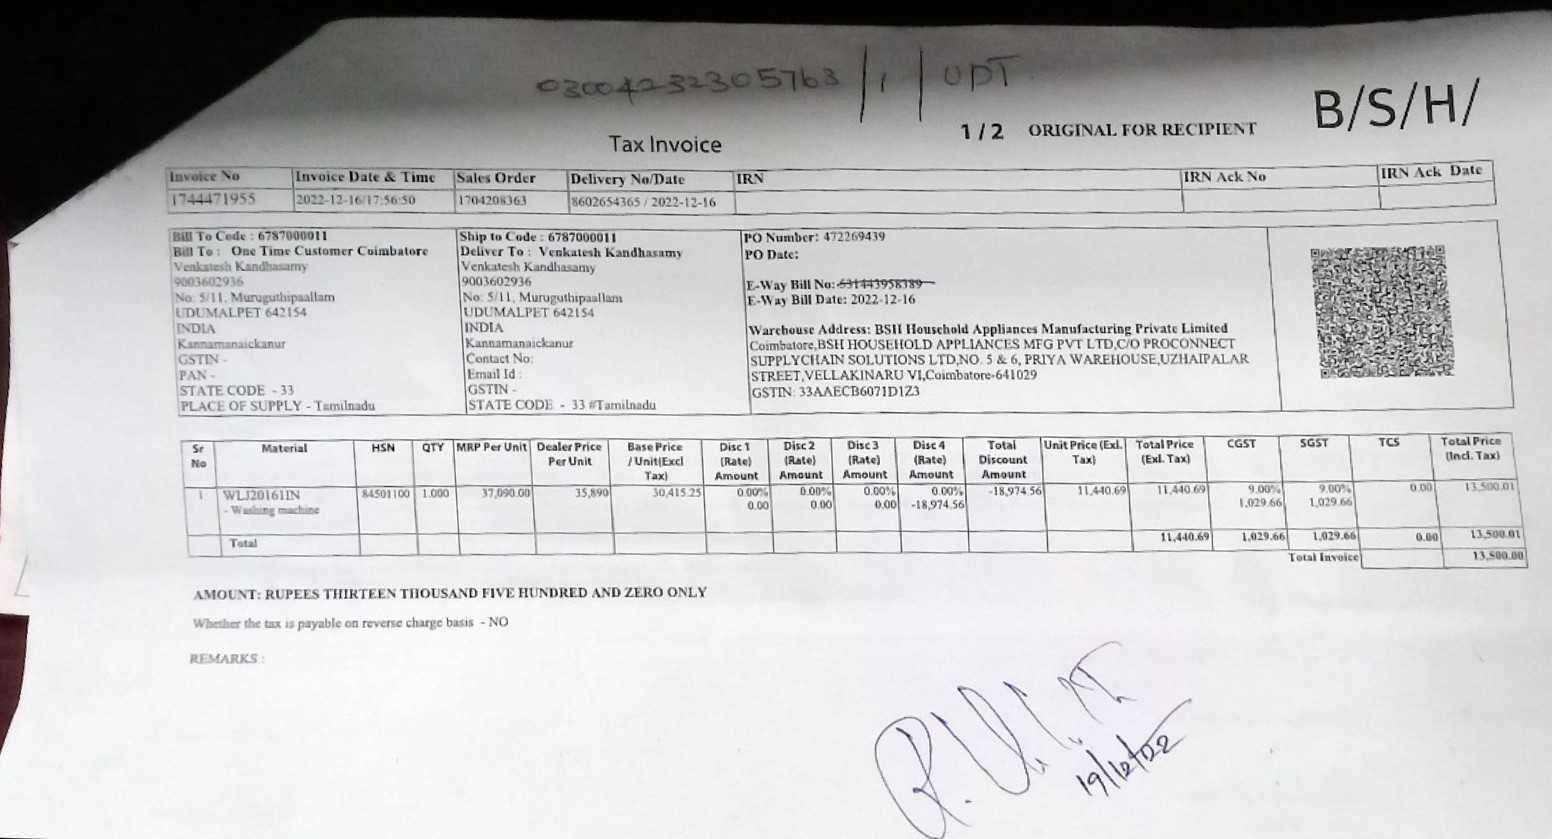 03004232305763 / 1 / UDT
B/S/H/
1 / 2 ORIGINAL FOR RECIPIENT
Tax Invoice
Invoice No Invoice Date & Time Sales Order Delivery No/Date IRN IRN Ack No IRN Ack Date
1744471955 2022-12-16/17:56:50 1704208363 8602654365 / 2022-12-16
Bill To Code : 6787000011
Bill To : One Time Customer Coimbatore
Venkatesh Kandhasamy
9003602936
No: 5/11, Muruguthipaallam
UDUMALPET 642154
INDIA
Kannamanaickanur
GSTIN -
PAN -
STATE CODE - 33
PLACE OF SUPPLY - Tamilnadu
Ship to Code : 6787000011
Deliver To : Venkatesh Kandhasamy
Venkatesh Kandhasamy
9003602936
No: 5/11, Muruguthipaallam
UDUMALPET 642154
INDIA
Kannamanaickanur
Contact No:
Email Id :
GSTIN -
STATE CODE - 33 #Tamilnadu
PO Number: 472269439
PO Date:
E-Way Bill No: 531443958389
E-Way Bill Date: 2022-12-16
Warehouse Address: BSH Household Appliances Manufacturing Private Limited
Coimbatore,BSH HOUSEHOLD APPLIANCES MFG PVT LTD,C/O PROCONNECT
SUPPLYCHAIN SOLUTIONS LTD,NO. 5 & 6, PRIYA WAREHOUSE,UZHAIPALAR
STREET,VELLAKINARU VI,Coimbatore-641029
GSTIN: 33AAECB6071D1Z3
Sr Material HSN QTY MRP Per Unit Dealer Price Base Price Disc 1 Disc 2 Disc 3 Disc 4 Total Unit Price (Exl. Total Price CGST SGST TCS Total Price
No Per Unit / Unit(Excl (Rate) (Rate) (Rate) (Rate) Discount Tax) (Exl. Tax) (Incl. Tax)
Tax) Amount Amount Amount Amount Amount
1 WLJ2016IIN 84501100 1.000 37,090.00 35,890 30,415.25 0.00% 0.00% 0.00% 0.00% -18,974.56 11,440.69 11,440.69 9.00% 9.00% 0.00 13,500.01
- Washing machine 0.00 0.00 0.00 -18,974.56 1,029.66 1,029.66
Total 11,440.69 1,029.66 1,029.66 0.00 13,500.01
Total Invoice 13,500.00
AMOUNT: RUPEES THIRTEEN THOUSAND FIVE HUNDRED AND ZERO ONLY
Whether the tax is payable on reverse charge basis - NO
REMARKS :
19/12/22